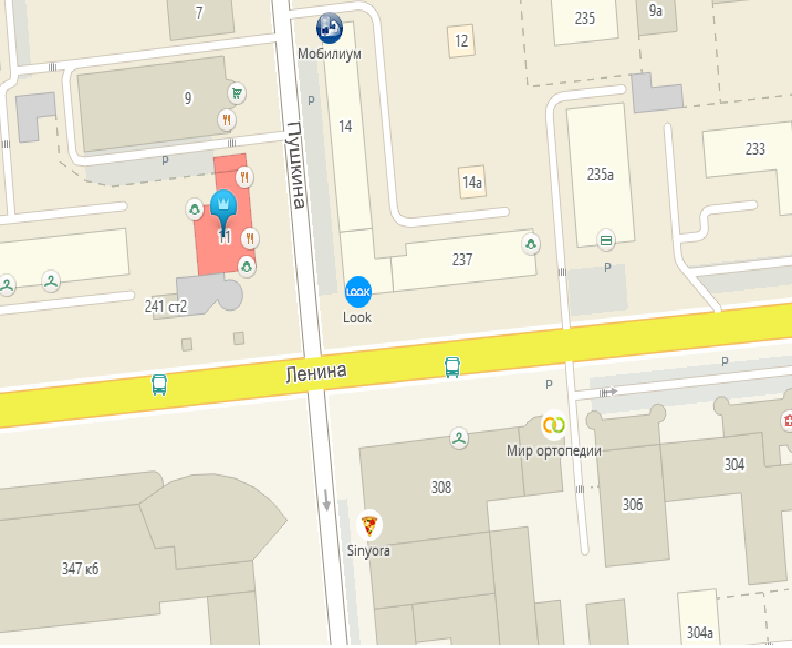 7
235
9а
Мобилиум
12
9
P
14
Пушкина
P
233
235а
14а
11
237
P
LOOK
Look
241 ст2
P
Ленина
P
Мир ортопедии
304
308
306
Sinyora
347 к6
304а